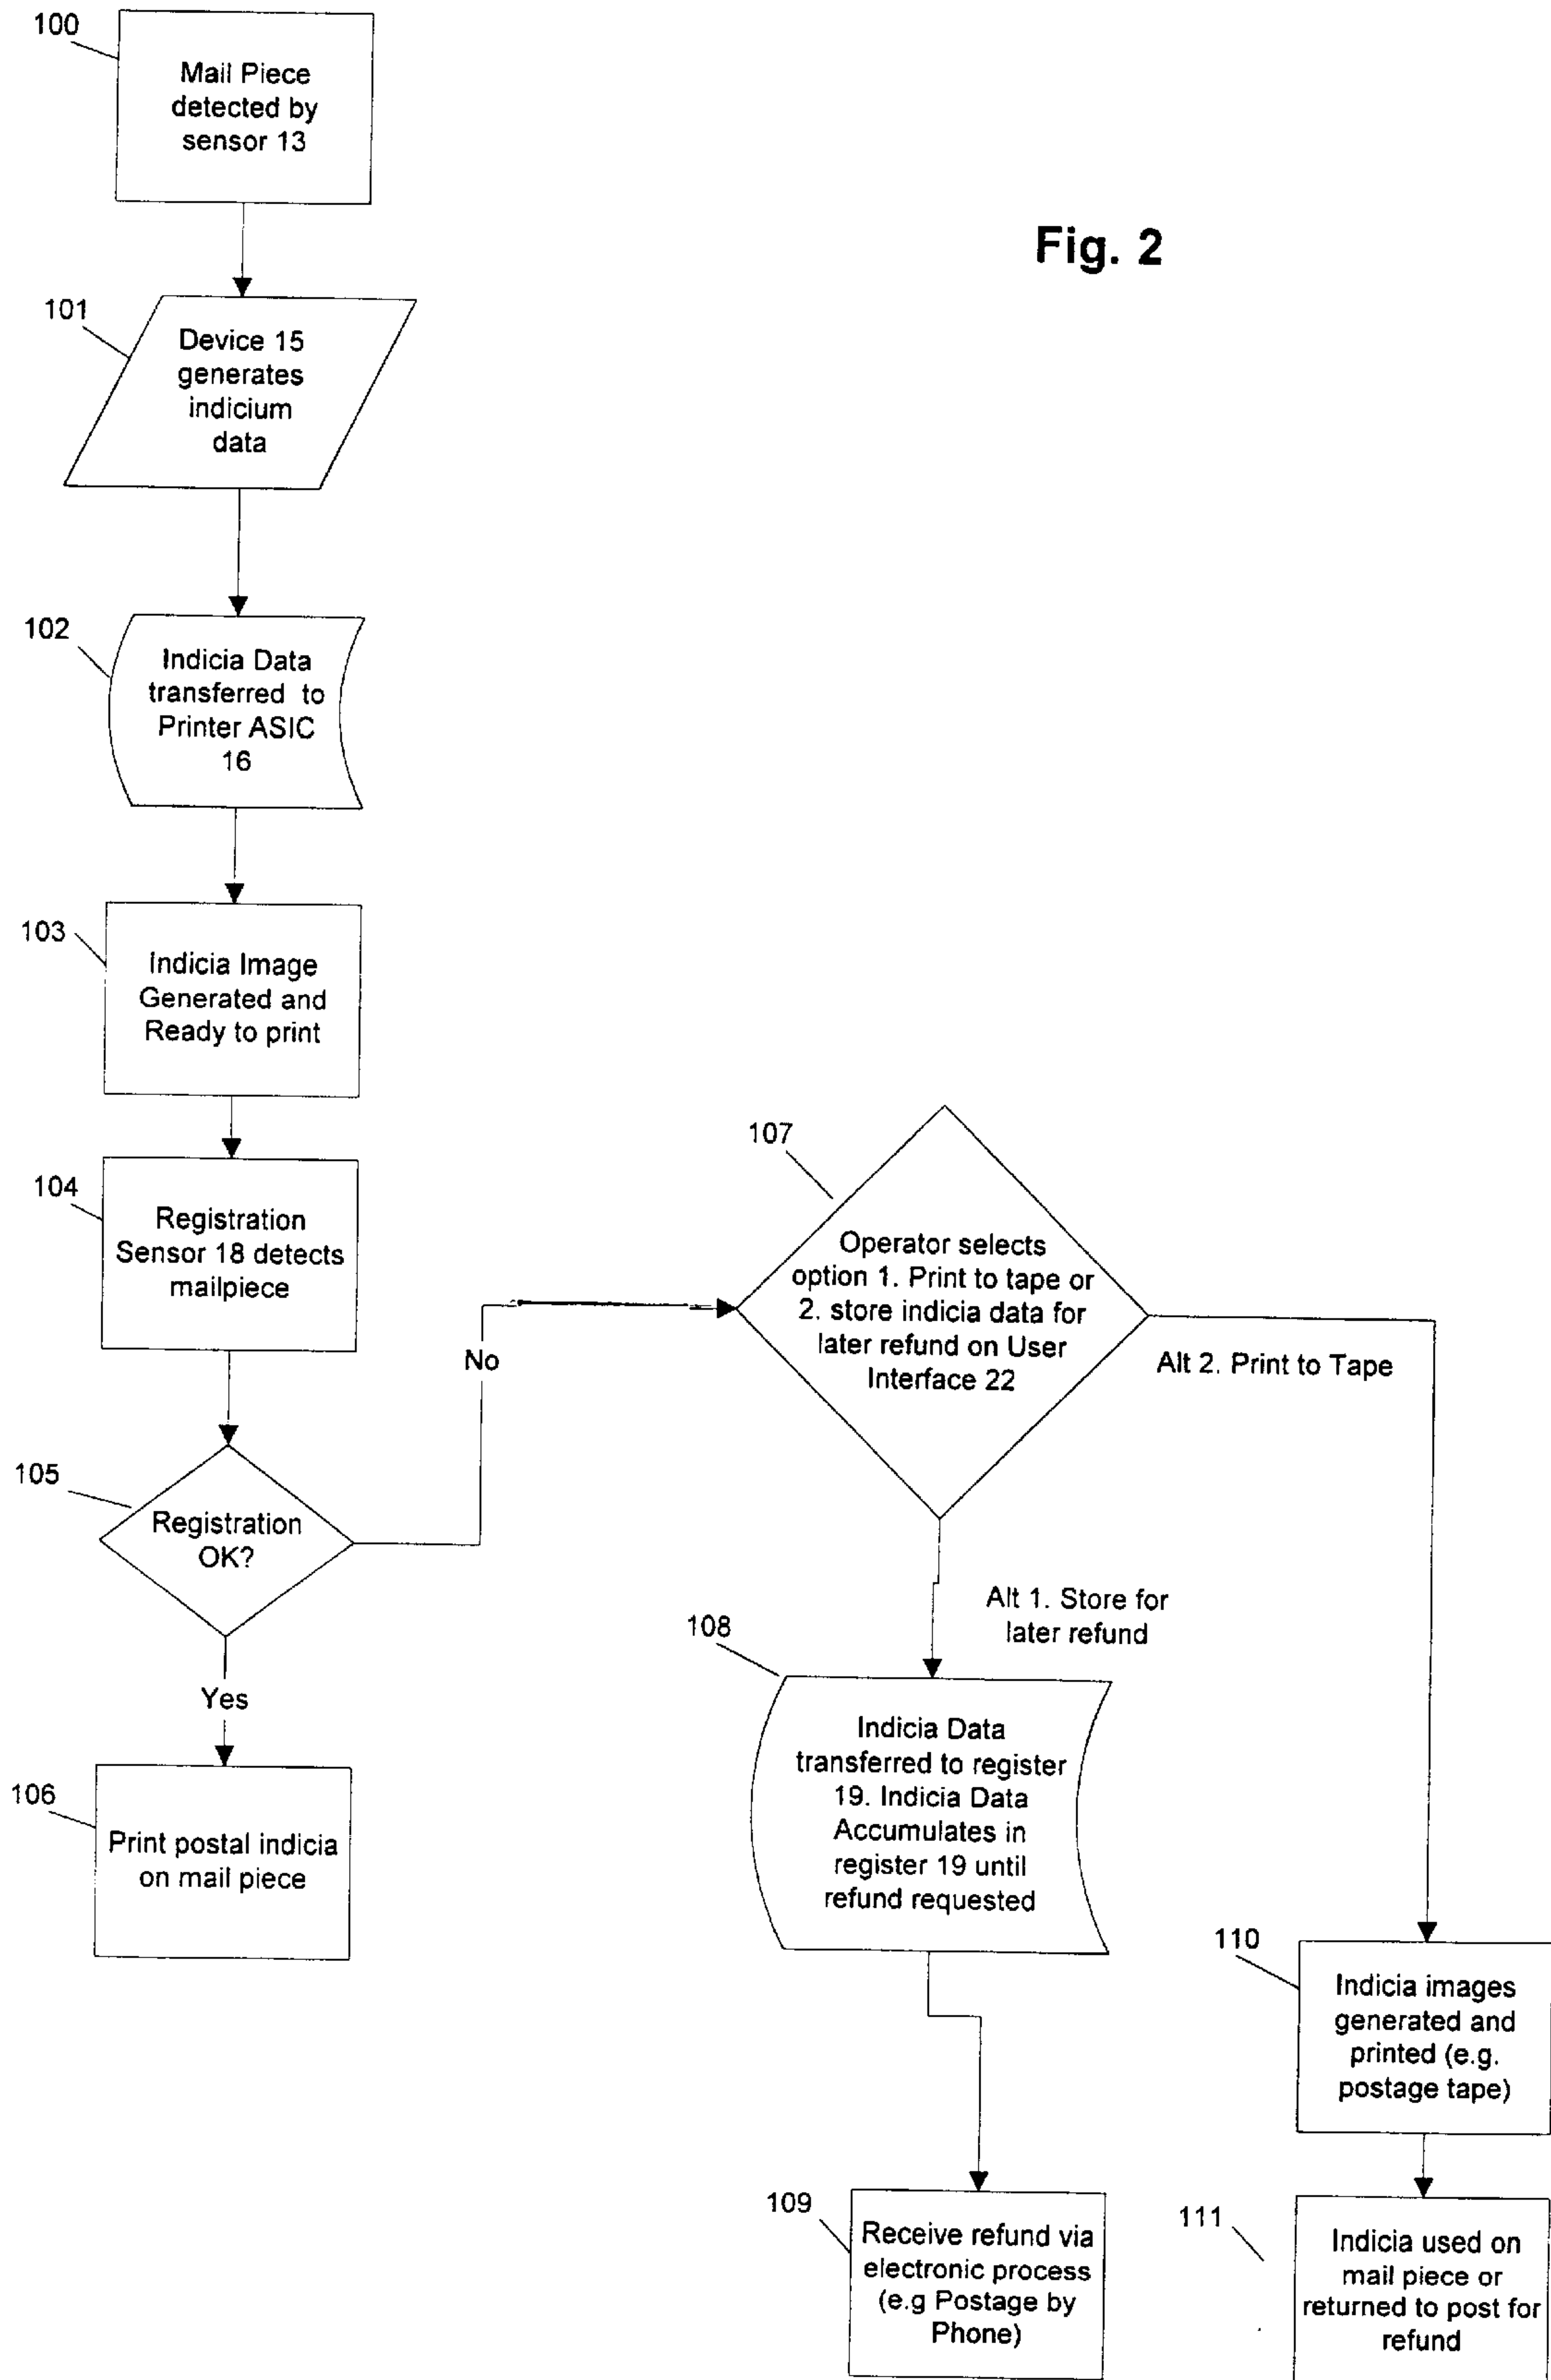 100
Mail Piece
detected by
sensor 13
Fig. 2
101
Device 15
generates
indicium
data
102
Indicia Data
transferred to
Printer ASIC
16
103
Indicia Image
Generated and
Ready to print
104
Registration
Sensor 18 detects
mailpiece
105
Registration
OK?
No
Yes
106
Print postal indicia
on mail piece
107
Operator selects
option 1. Print to tape or
2. store indicia data for
later refund on User
Interface 22
Alt 2. Print to Tape
Alt 1. Store for
later refund
108
Indicia Data
transferred to register
19. Indicia Data
Accumulates in
register 19 until
refund requested
109
Receive refund via
electronic process
(e.g Postage by
Phone)
110
Indicia images
generated and
printed (e.g.
postage tape)
111
Indicia used on
mail piece or
returned to post for
refund